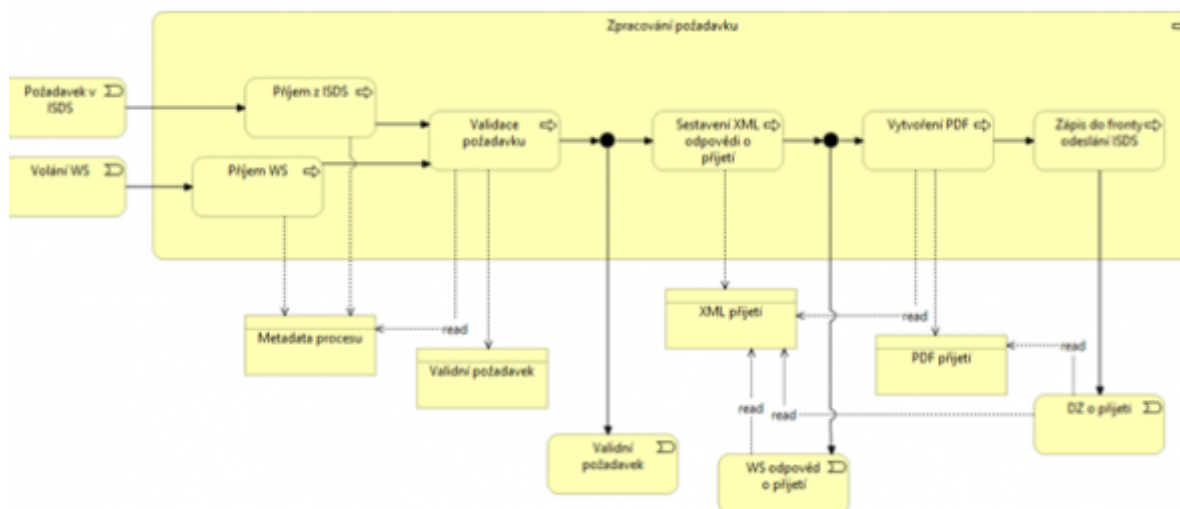 Zpracování požadavku
Požadavek v
ISDS
Příjem z ISDS
Validace
požadavku
Sestavení XML
odpovědi o
přijetí
Vytvoření PDF
Zápis do fronty
odeslání ISDS
Volání WS
Příjem WS
Metadata procesu
read
Validní požadavek
XML přijetí
read
PDF přijetí
read
read
read
DZ o přijetí
Validní
požadavek
WS odpověd
o přijetí